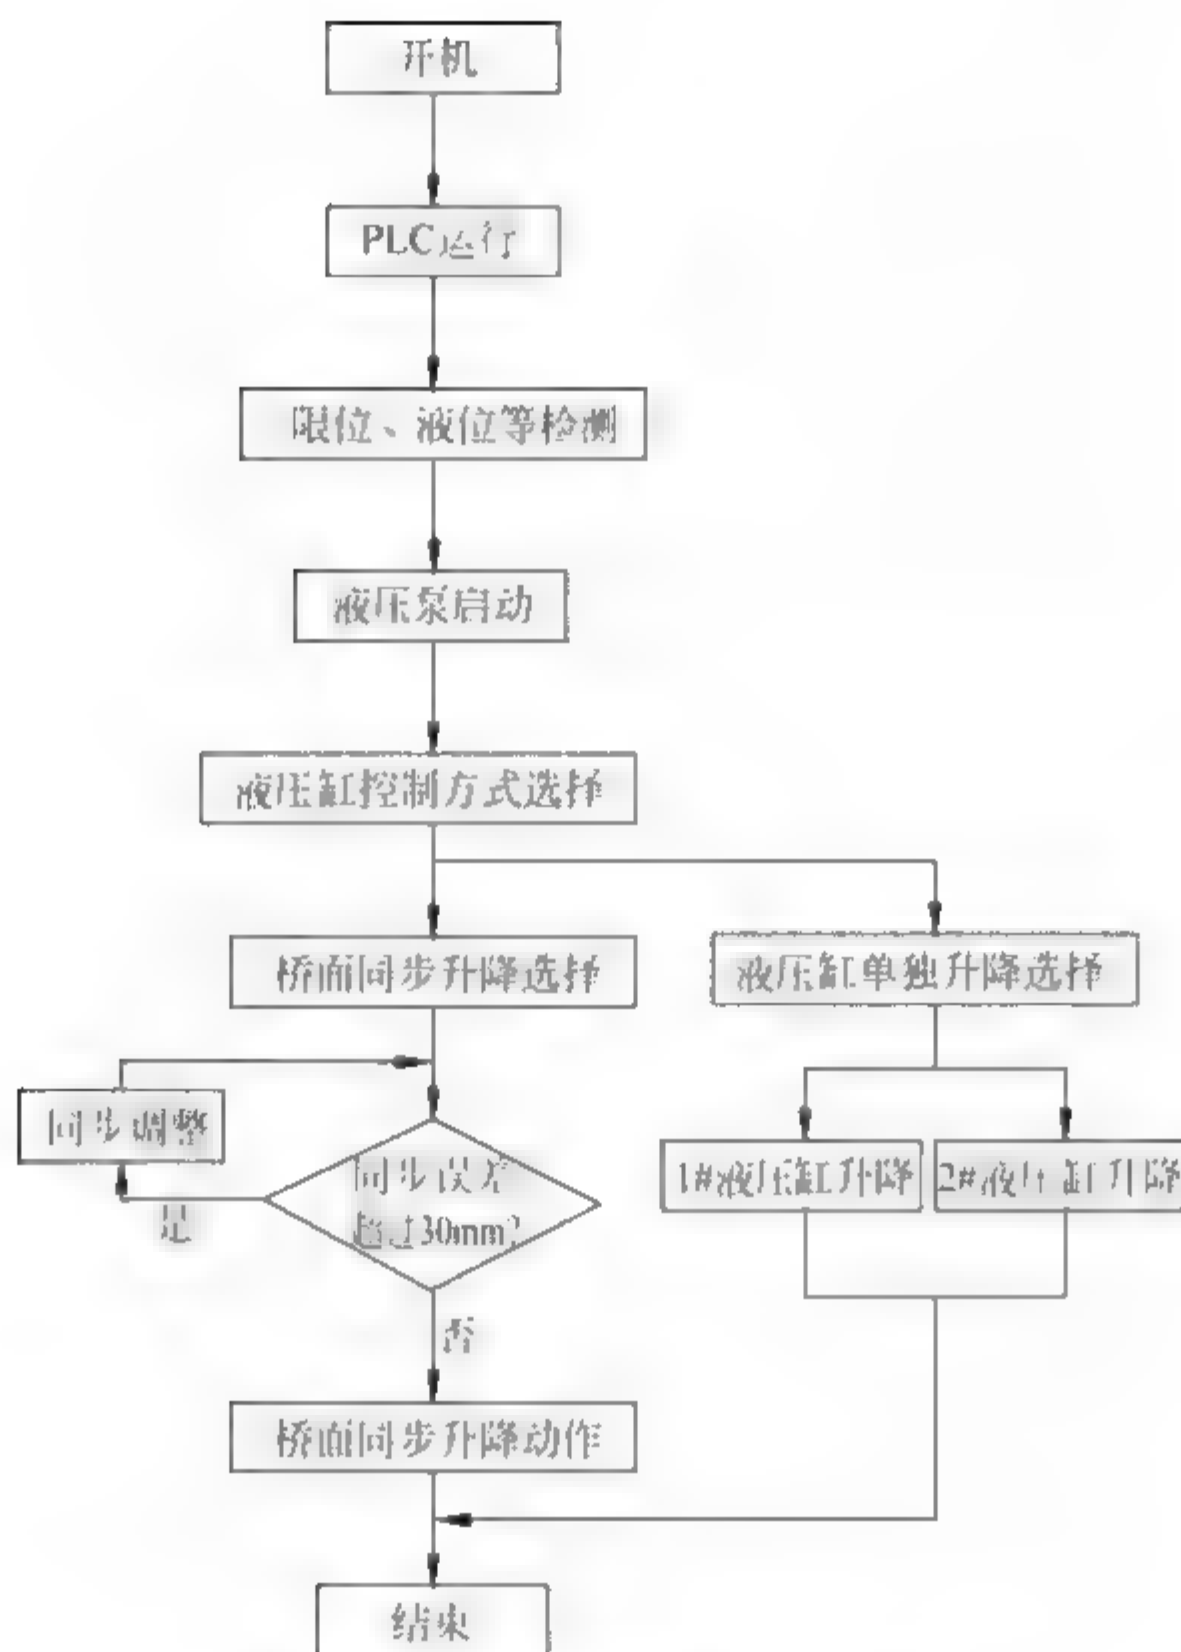 开机
PLC运行
限位、液位等检测
液压泵启动
液压缸控制方式选择
桥面同步升降选择
液压缸单独升降选择
同步调整
同步误差
超过30mm?
是
1#液压缸升降
2#液压缸升降
否
桥面同步升降动作
结束